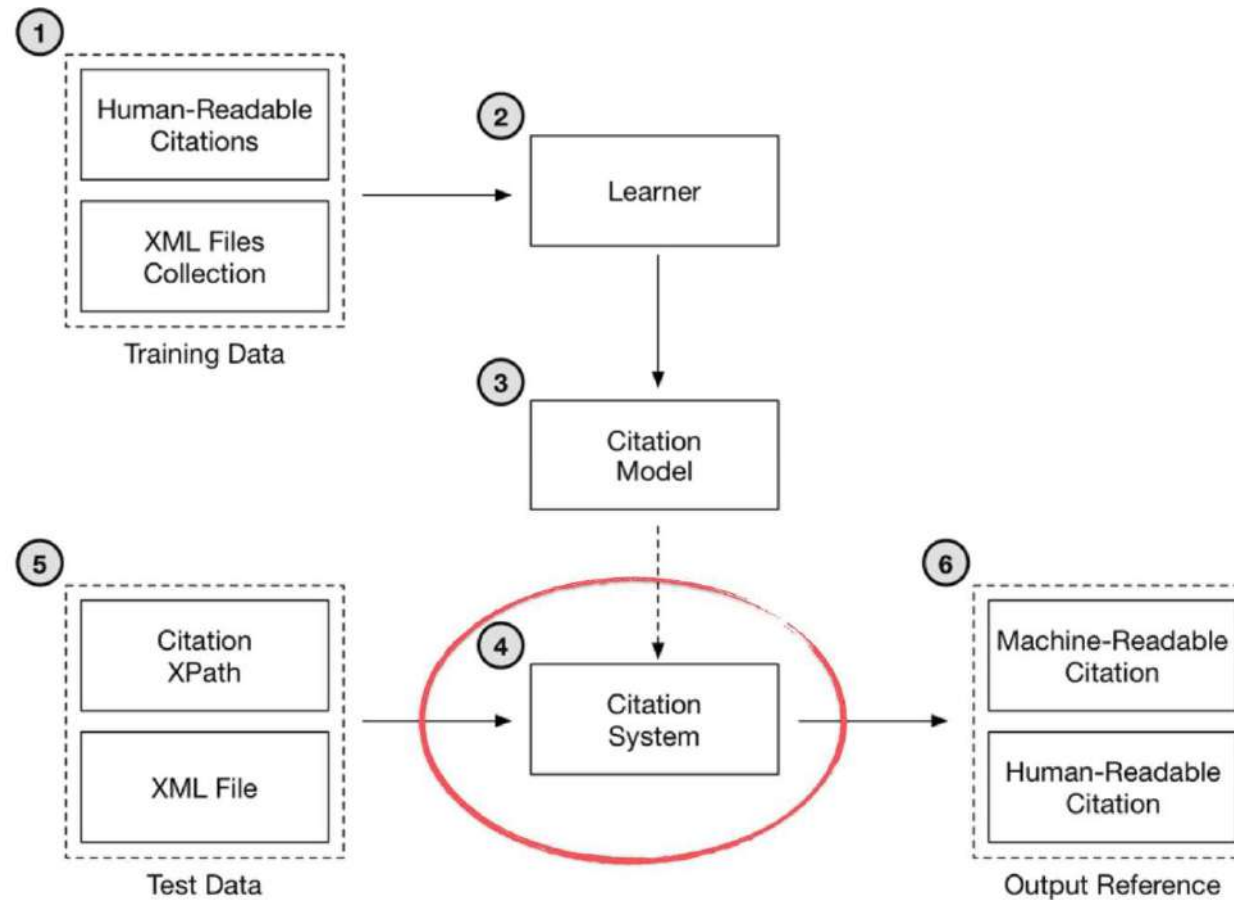 1
Human-Readable
Citations
XML Files
Collection
Training Data
2
Learner
3
Citation
Model
4
Citation
System
5
Citation
XPath
XML File
Test Data
6
Machine-Readable
Citation
Human-Readable
Citation
Output Reference